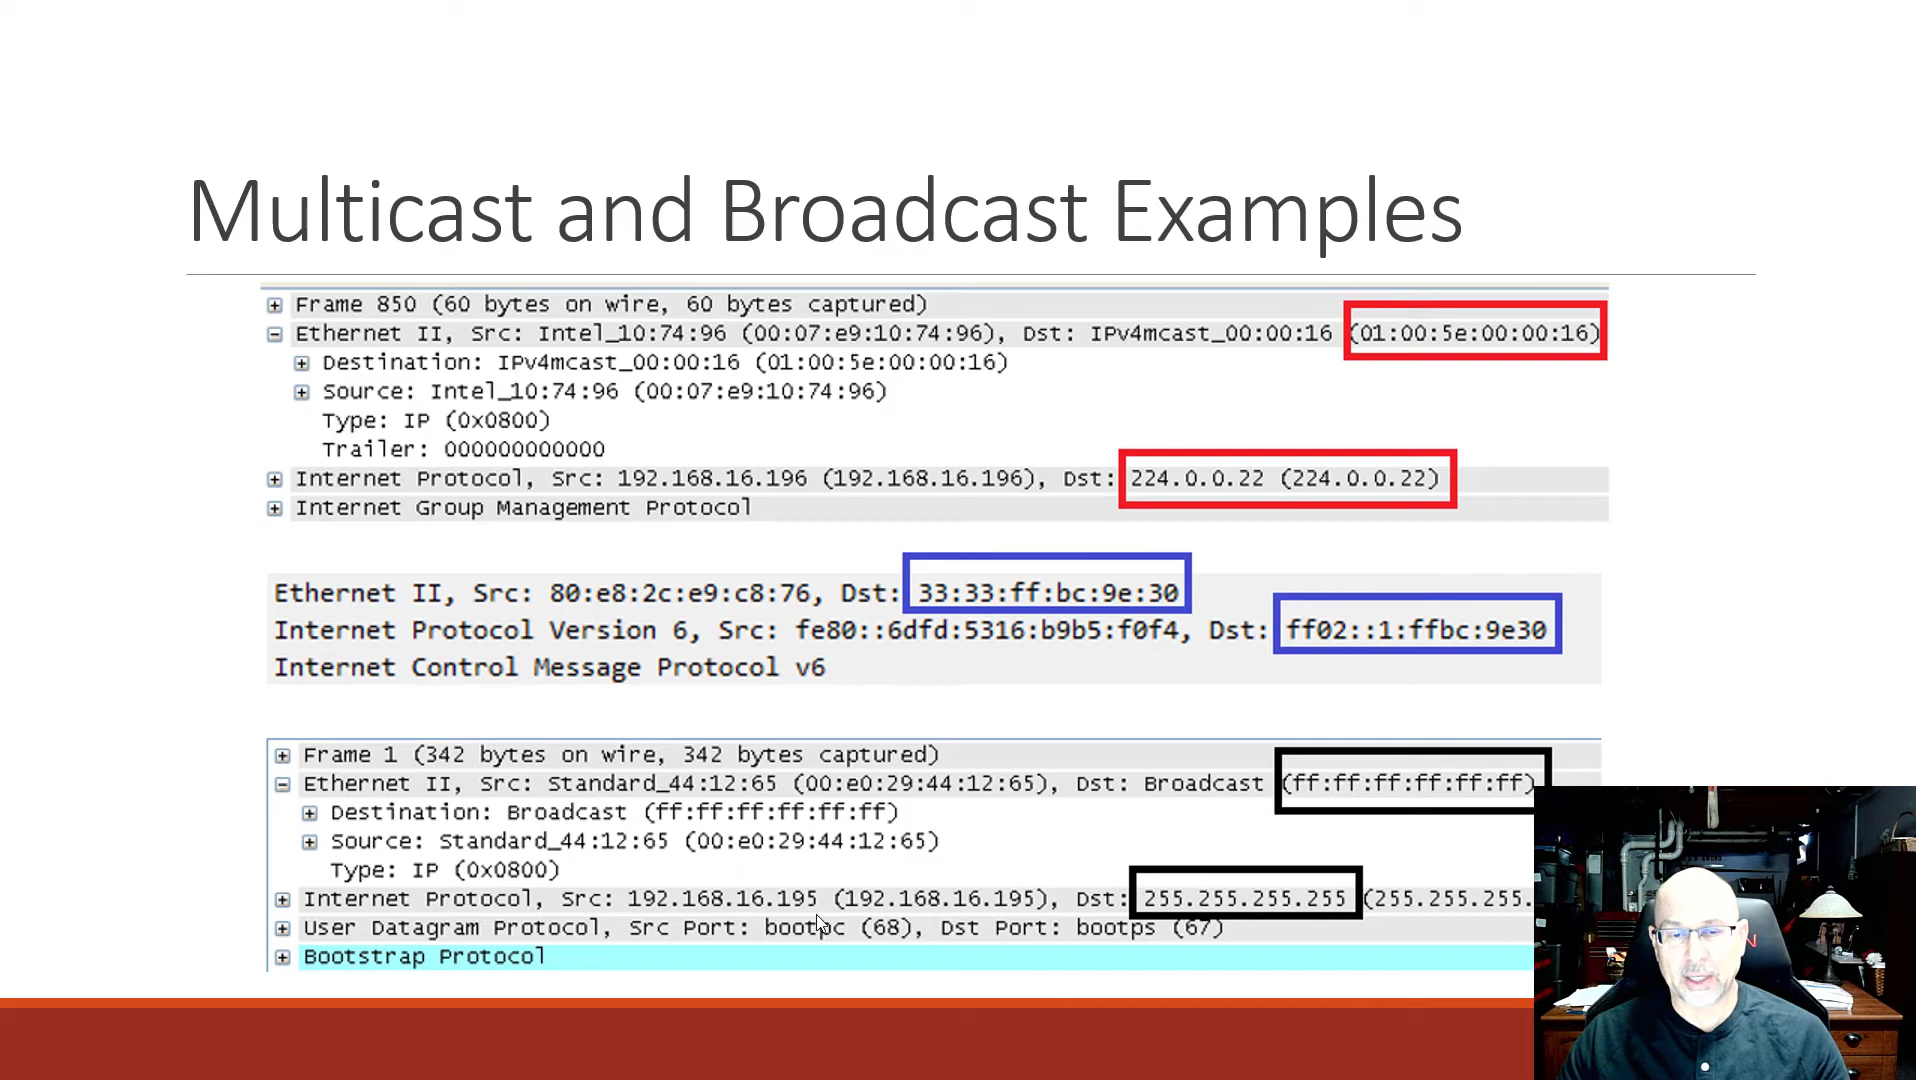 Multicast and Broadcast Examples
Frame 850 (60 bytes on wire, 60 bytes captured)
Ethernet II, Src: Intel_10:74:96 (00:07:e9:10:74:96), Dst: IPv4mcast_00:00:16 (01:00:5e:00:00:16)
Destination: IPv4mcast_00:00:16 (01:00:5e:00:00:16)
Source: Intel_10:74:96 (00:07:e9:10:74:96)
Type: IP (0x0800)
Trailer: 000000000000
Internet Protocol, Src: 192.168.16.196 (192.168.16.196), Dst: 224.0.0.22 (224.0.0.22)
Internet Group Management Protocol
Ethernet II, Src: 80:e8:2c:e9:c8:76, Dst: 33:33:ff:bc:9e:30
Internet Protocol Version 6, Src: fe80::6dfd:5316:b9b5:f0f4, Dst: ff02::1:ffbc:9e30
Internet Control Message Protocol v6
Frame 1 (342 bytes on wire, 342 bytes captured)
Ethernet II, Src: Standard_44:12:65 (00:e0:29:44:12:65), Dst: Broadcast (ff:ff:ff:ff:ff:ff)
Destination: Broadcast (ff:ff:ff:ff:ff:ff)
Source: Standard_44:12:65 (00:e0:29:44:12:65)
Type: IP (0x0800)
Internet Protocol, Src: 192.168.16.195 (192.168.16.195), Dst: 255.255.255.255 (255.255.255.
User Datagram Protocol, Src Port: bootpc (68), Dst Port: bootps (67)
Bootstrap Protocol